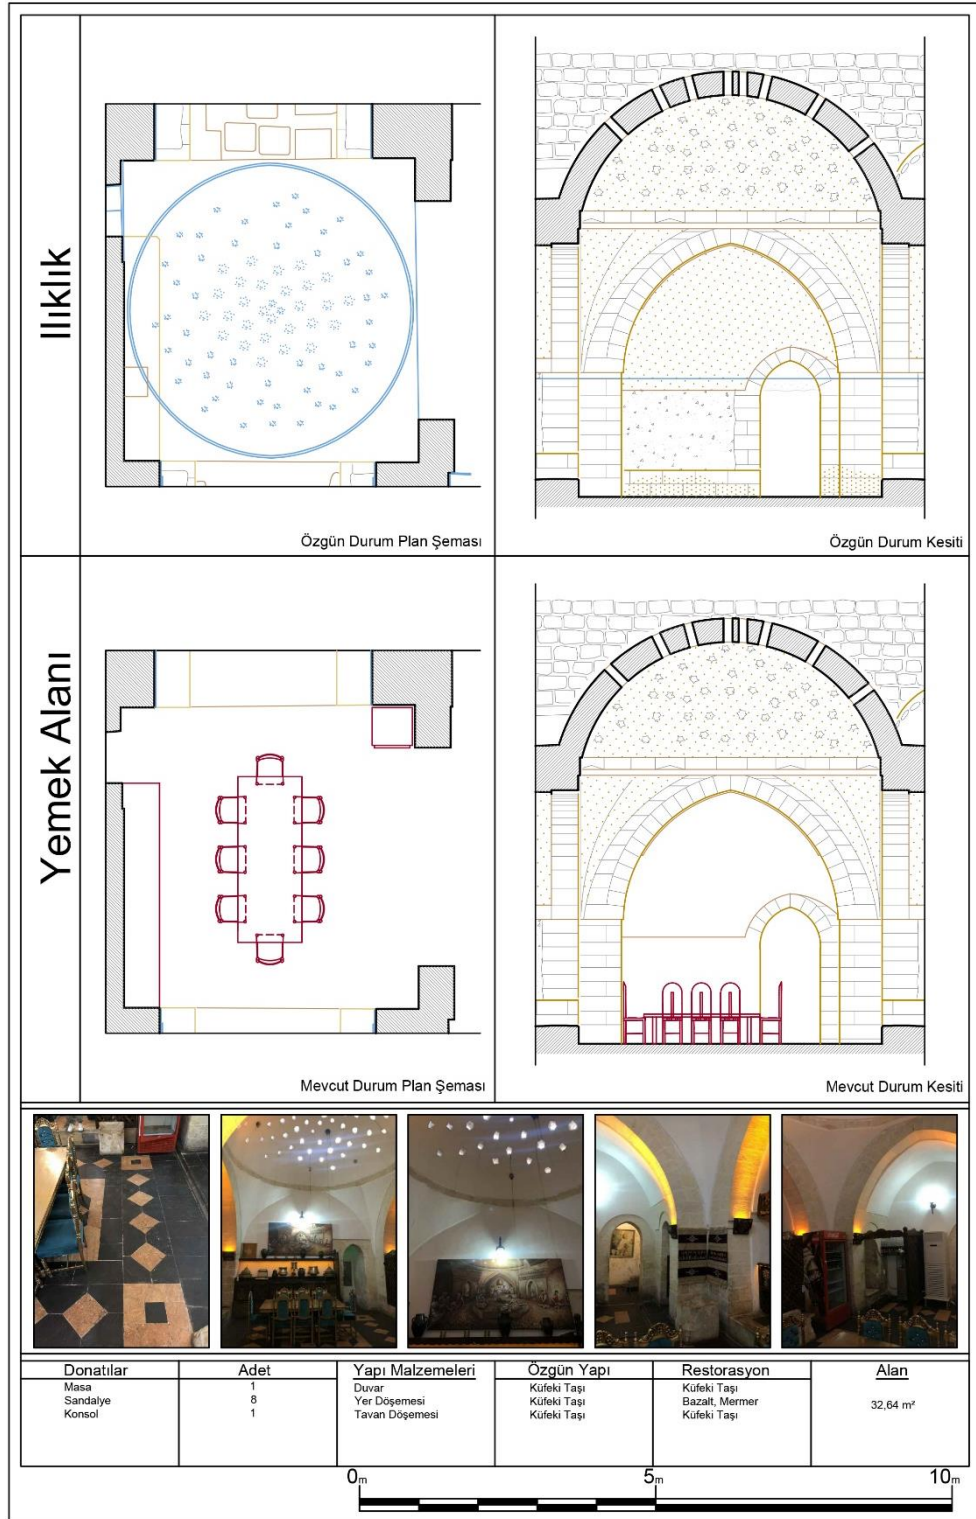 Ilıklık
Özgün Durum Plan Şeması
Özgün Durum Kesiti
Yemek Alanı
Mevcut Durum Plan Şeması
Mevcut Durum Kesiti
Donatılar Adet Yapı Malzemeleri Özgün Yapı Restorasyon Alan
Masa 1 Duvar Küfeki Taşı Küfeki Taşı
Sandalye 8 Yer Döşemesi Küfeki Taşı Bazalt, Mermer 32,64 m²
Konsol 1 Tavan Döşemesi Küfeki Taşı Küfeki Taşı
0m 5m 10m